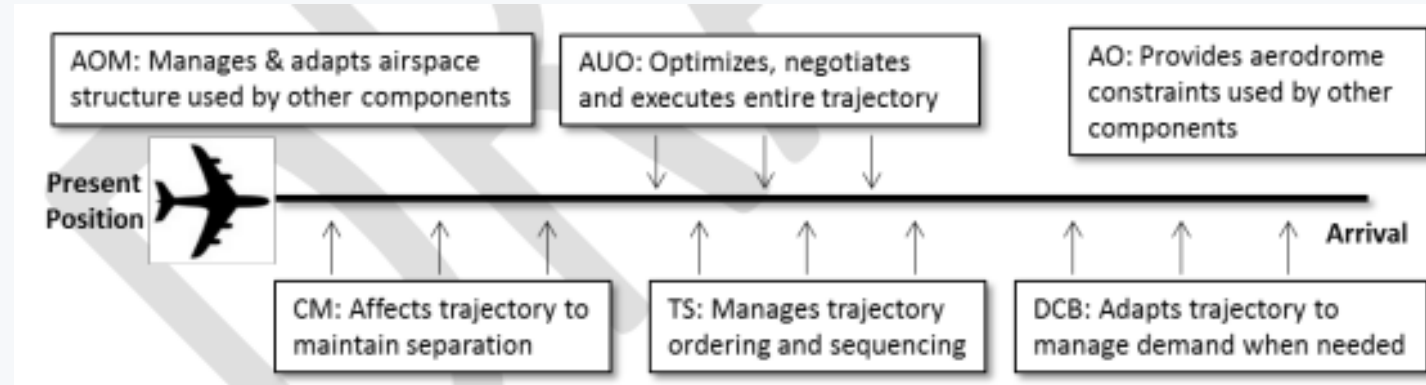 AOM: Manages & adapts airspace
structure used by other components
AUO: Optimizes, negotiates
and executes entire trajectory
AO: Provides aerodrome
constraints used by other
components
Present
Position
Arrival
CM: Affects trajectory to
maintain separation
TS: Manages trajectory
ordering and sequencing
DCB: Adapts trajectory to
manage demand when needed